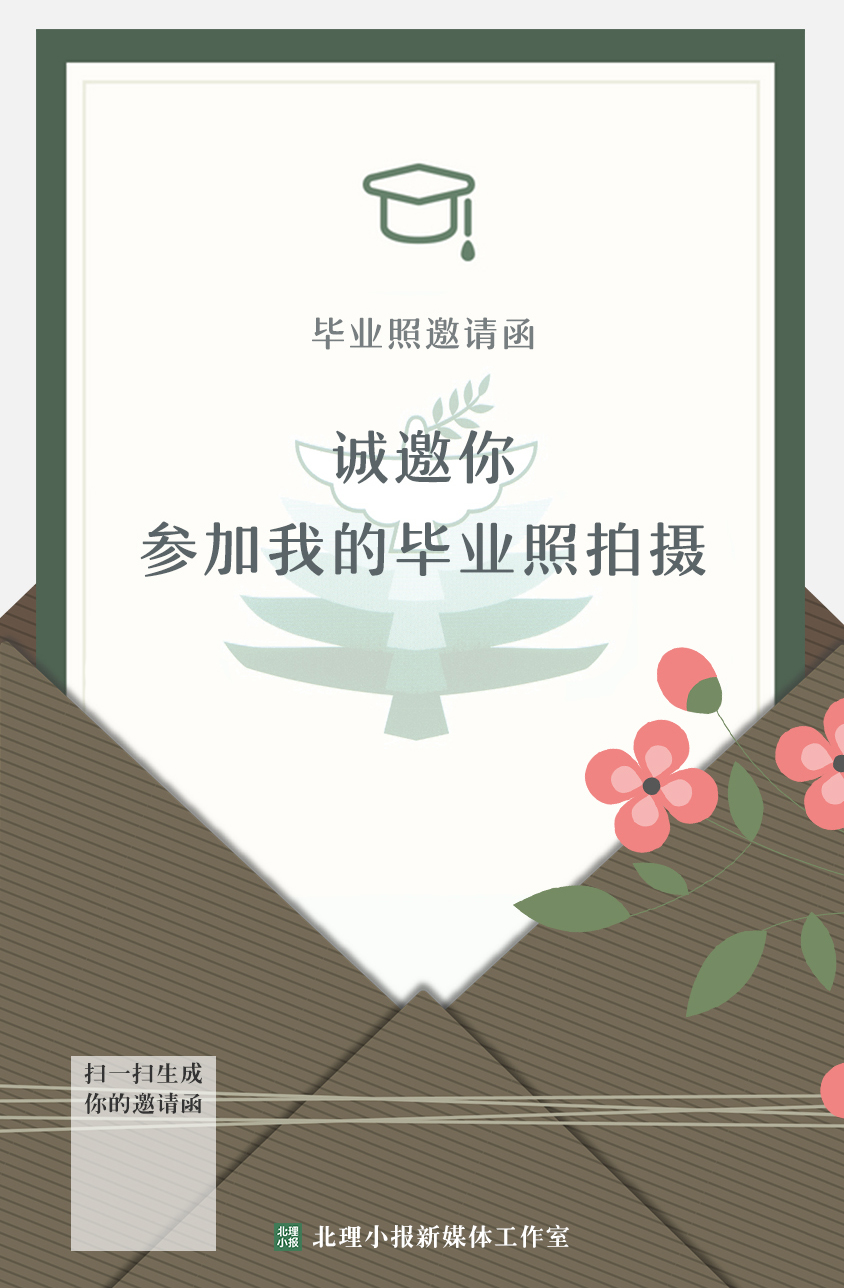 毕业照邀请函
诚邀你
参加我的毕业照拍摄
扫一扫生成
你的邀请函
北理
小报
北理小报新媒体工作室